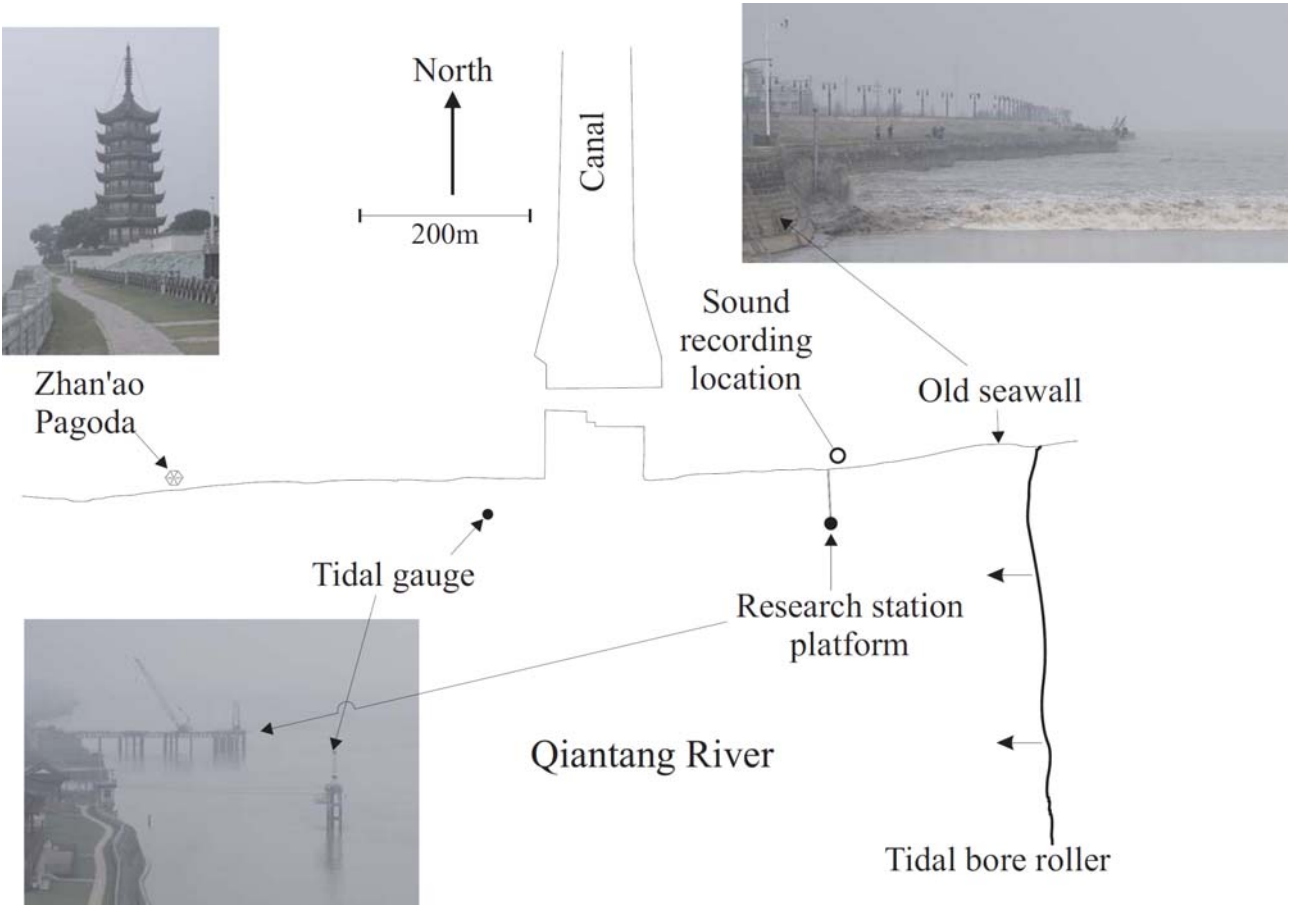 North
200m
Canal
Sound
recording
location
Old seawall
Zhan'ao
Pagoda
Tidal gauge
Research station
platform
Qiantang River
Tidal bore roller